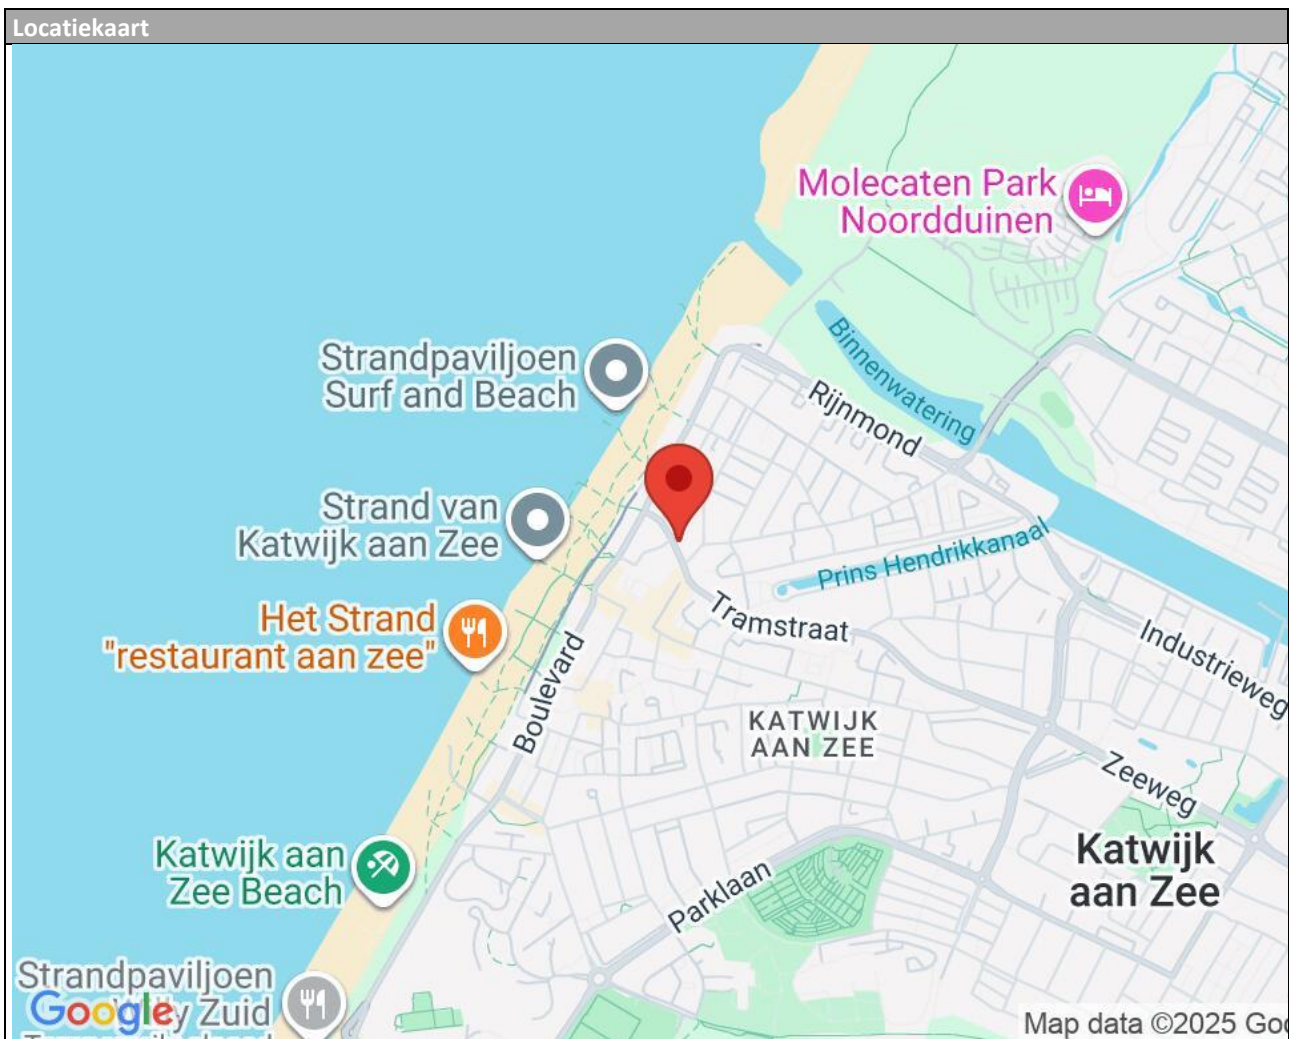 Locatiekaart
Molecaten Park
Noordduinen
Strandpaviljoen
Surf and Beach
Binnenwatering
Rijnmond
Strand van
Katwijk aan Zee
Prins Hendrikkanaal
Het Strand
"restaurant aan zee"
Tramstraat
Industrieweg
Boulevard
KATWIJK
AAN ZEE
Zeeweg
Katwijk
aan Zee
Katwijk aan
Zee Beach
Parklaan
Strandpaviljoen
Zuid
Google
Map data ©2025 Goo